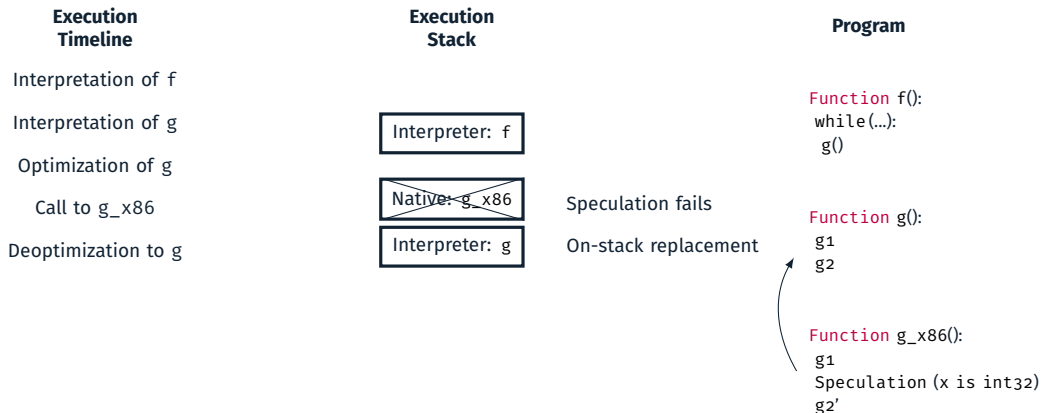 Execution
Timeline
Interpretation of f
Interpretation of g
Optimization of g
Call to g_x86
Deoptimization to g
Execution
Stack
Interpreter: f
Native: g_x86
Interpreter: g
Speculation fails
On-stack replacement
Program
Function f():
while(...):
g()
Function g():
g1
g2
Function g_x86():
g1
Speculation (x is int32)
g2'